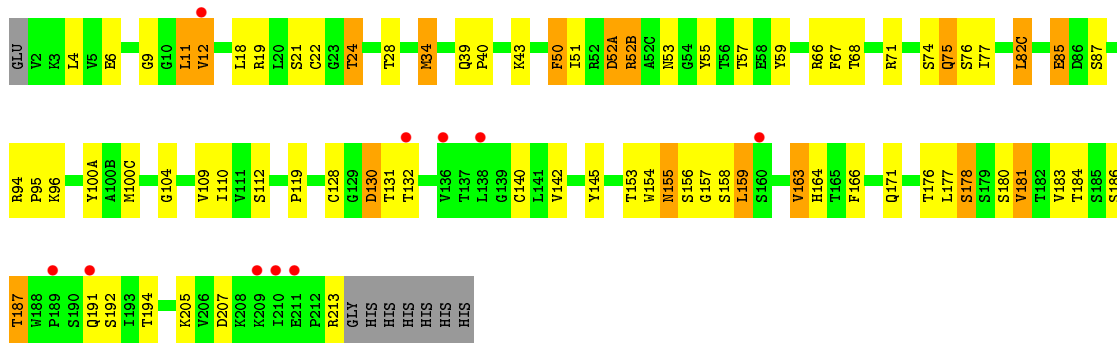 GLU V2 K3 L4 V5 E6 G9 G10 L11 V12 L18 R19 L20 S21 C22 G23 T24 T28 M34 Q39 P40 K43 F50 I51 R52 D52A R52B A52C N53 G54 Y55 T56 T57 E58 Y59 R66 F67 T68 R71 S74 Q75 S76 I77 L82C E85 D86 S87
R94 P95 K96 Y100A A100B M100C G104 V109 I110 V111 S112 P119 C128 G129 D130 T131 T132 V136 T137 L138 G139 C140 L141 V142 Y145 T153 W154 N155 S156 G157 S158 L159 S160 V163 H164 T165 F166 Q171 T176 L177 S178 S179 S180 V181 T182 V183 T184 S185 S186
T187 W188 P189 S190 Q191 S192 I193 T194 K205 V206 D207 K208 K209 I210 E211 P212 R213 GLY HIS HIS HIS HIS HIS HIS